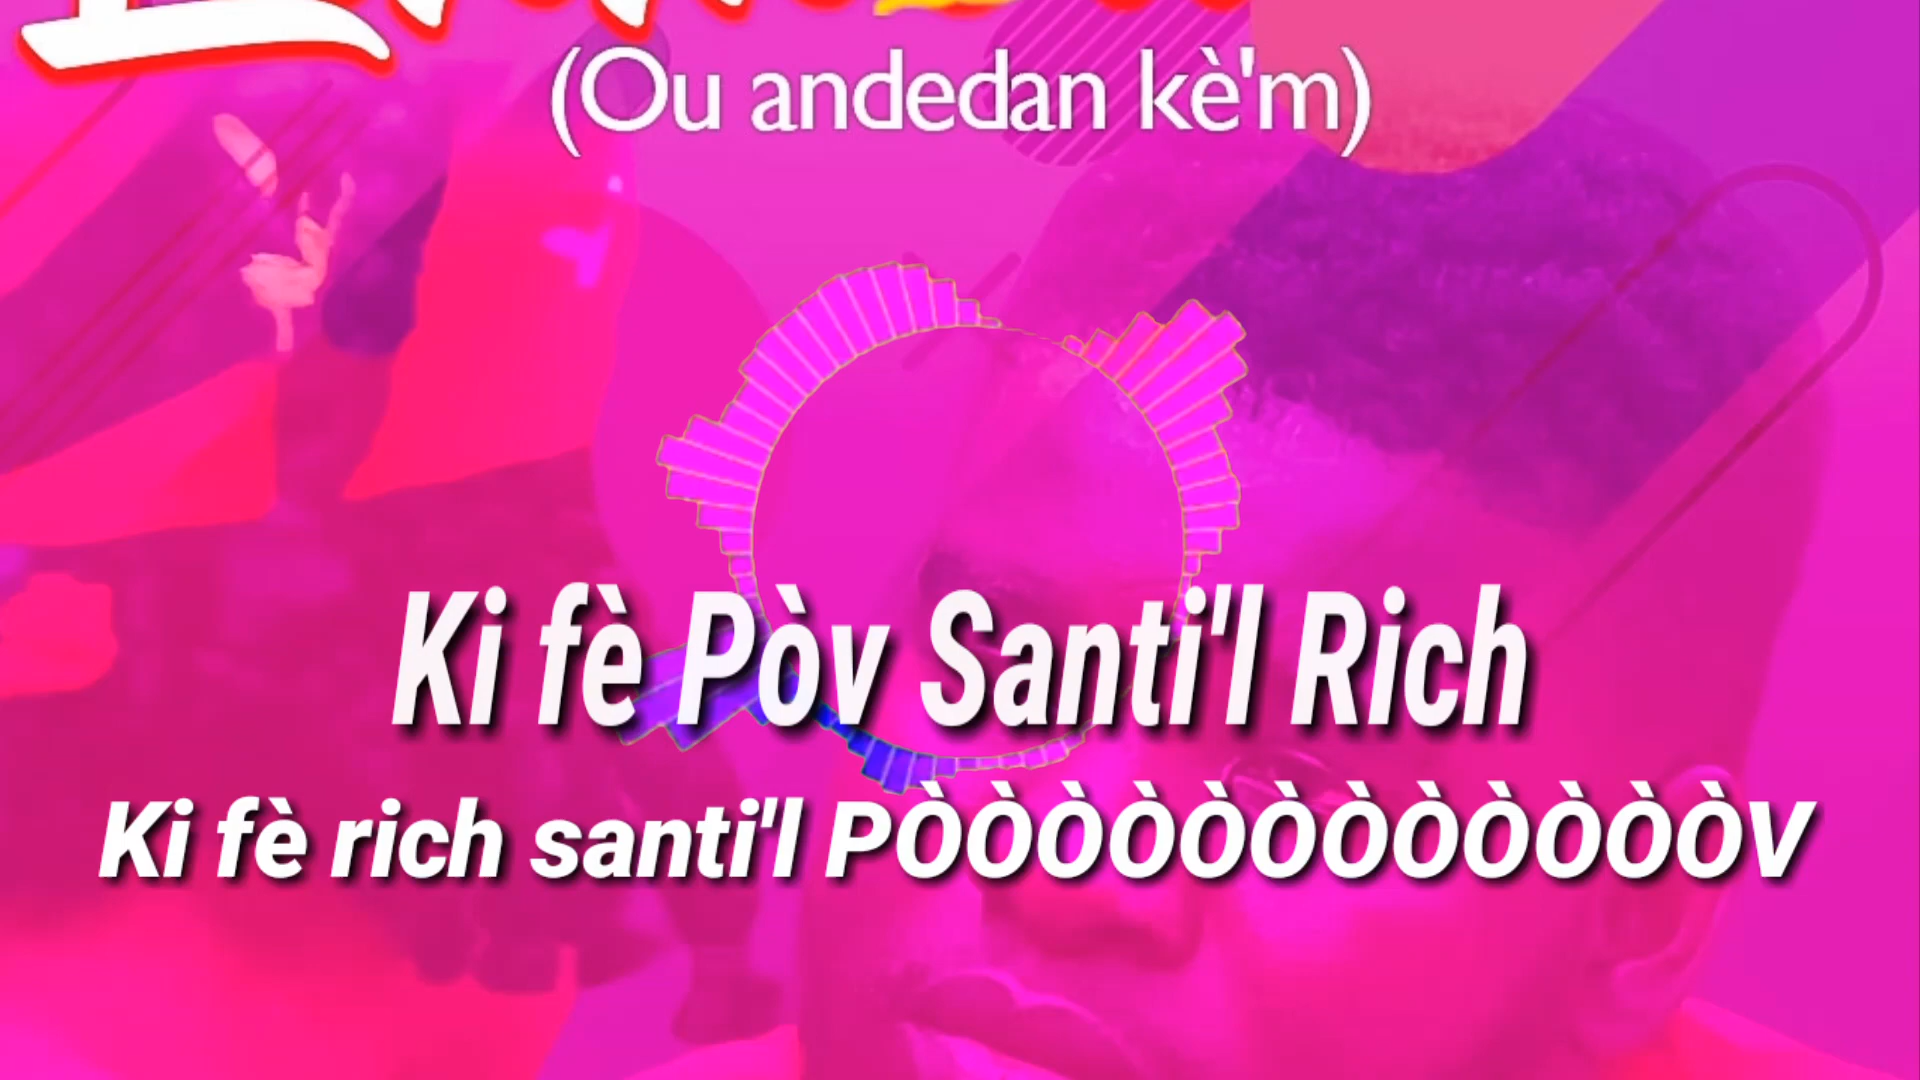 (Ou andedan kè'm)
Ki fè Pòv Santi'l Rich
Ki fè rich santi'l PÒÒÒÒÒÒÒÒÒÒÒÒV